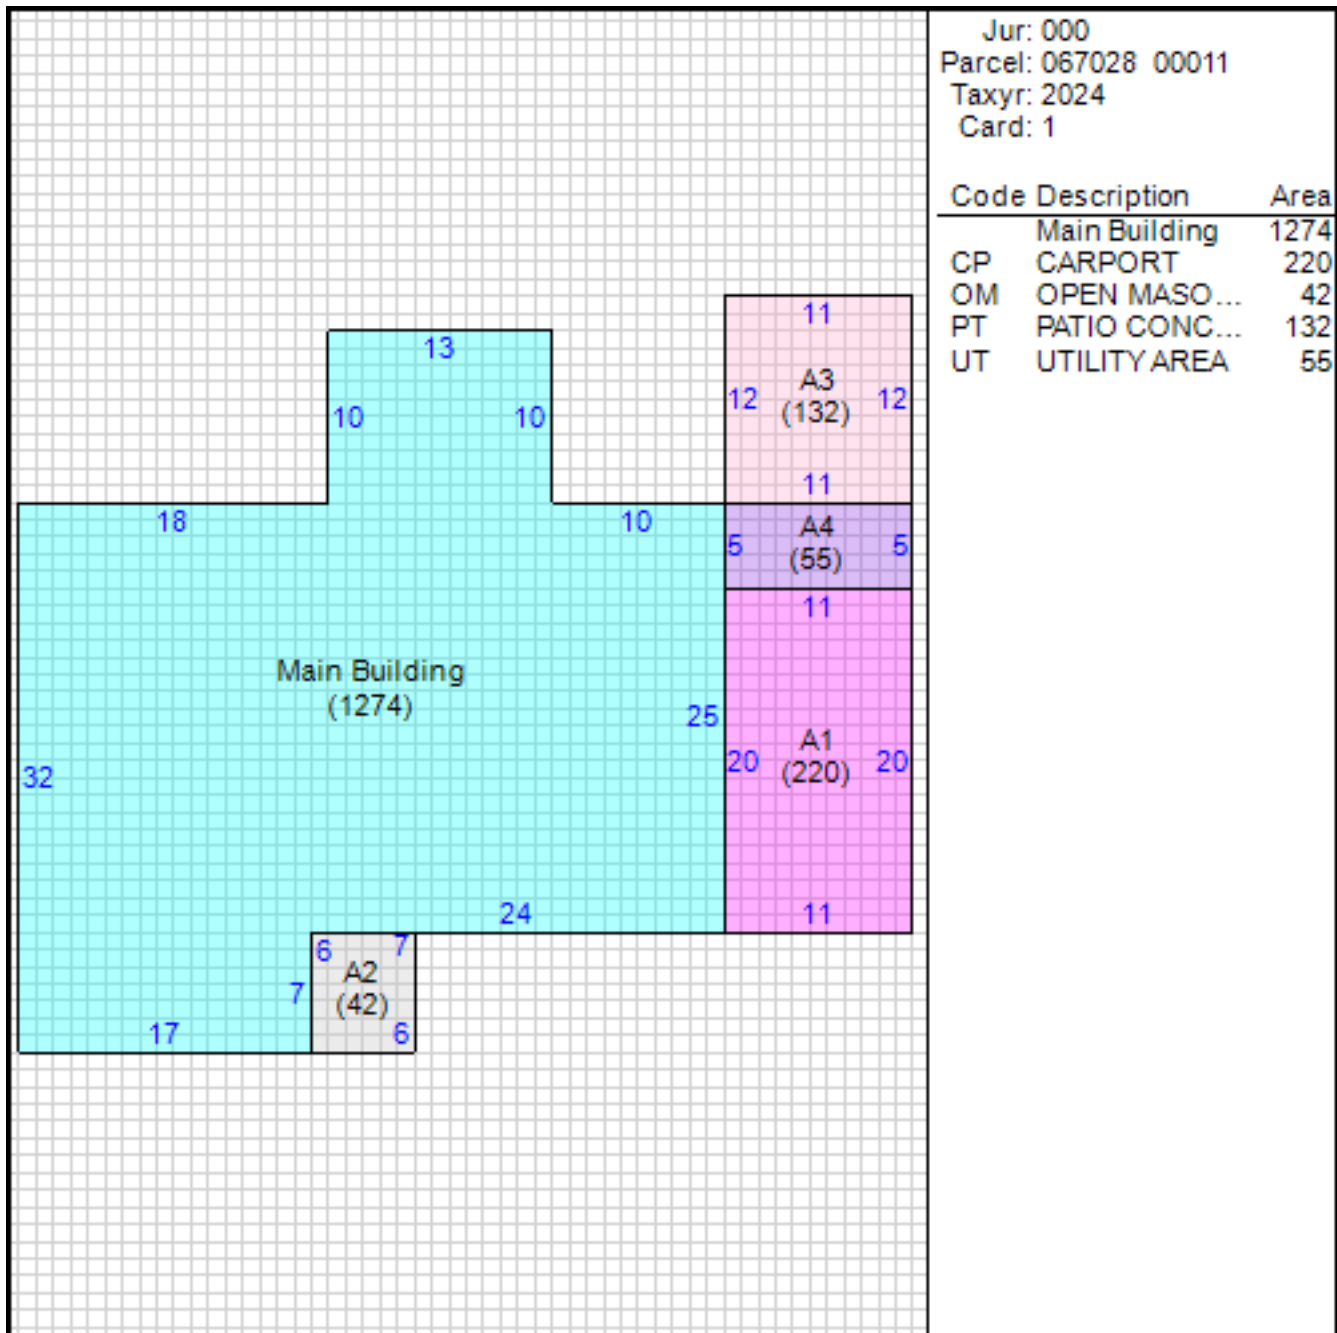 Jur: 000
Parcel: 067028 00011
Taxyr: 2024
Card: 1
Code Description Area
Main Building 1274
CP CARPORT 220
OM OPEN MASO... 42
PT PATIO CONC... 132
UT UTILITY AREA 55
11
13
A3
12 12
(132)
10 10
11
18 10
A4
5 5
(55)
11
Main Building
(1274)
25
A1
20 20
(220)
32
24 11
6 7
A2
7
(42)
17 6